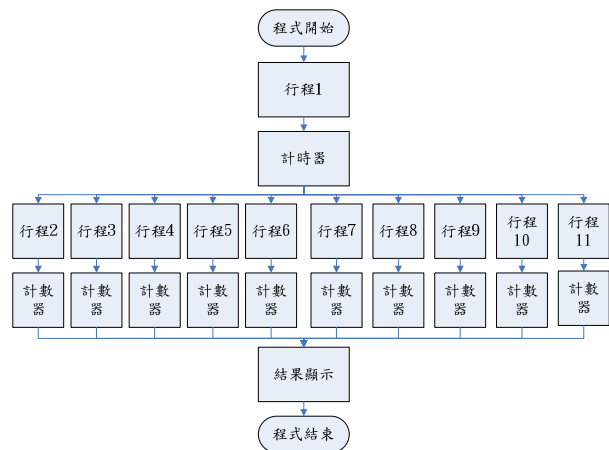 程式開始
行程1
計時器
行程2
行程3
行程4
行程5
行程6
行程7
行程8
行程9
行程
10
行程
11
計數
器
計數
器
計數
器
計數
器
計數
器
計數
器
計數
器
計數
器
計數
器
計數
器
結果顯示
程式結束